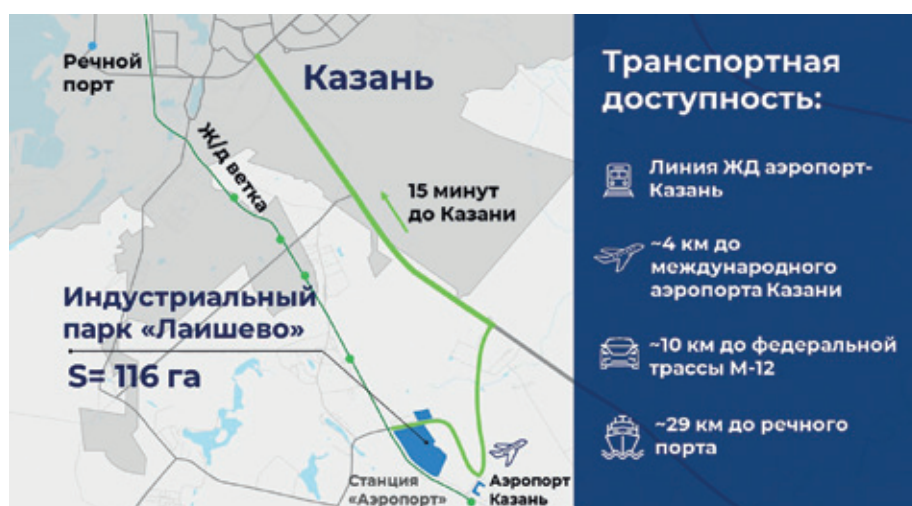 Речной
порт
Казань
Ж/д ветка
15 минут
до Казани
Индустриальный
парк «Лаишево»
S= 116 га
Станция
«Аэропорт»
Аэропорт
Казань
Транспортная
доступность:
Линия ЖД аэропорт-
Казань
~4 км до
международного
аэропорта Казани
~10 км до федеральной
трассы М-12
~29 км до речного
порта